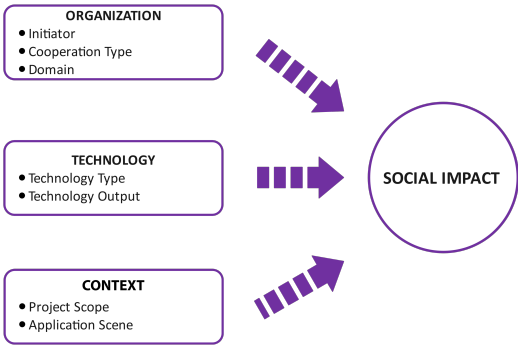 ORGANIZATION
• Initiator
• Cooperation Type
• Domain
TECHNOLOGY
• Technology Type
• Technology Output
SOCIAL IMPACT
CONTEXT
• Project Scope
• Application Scene